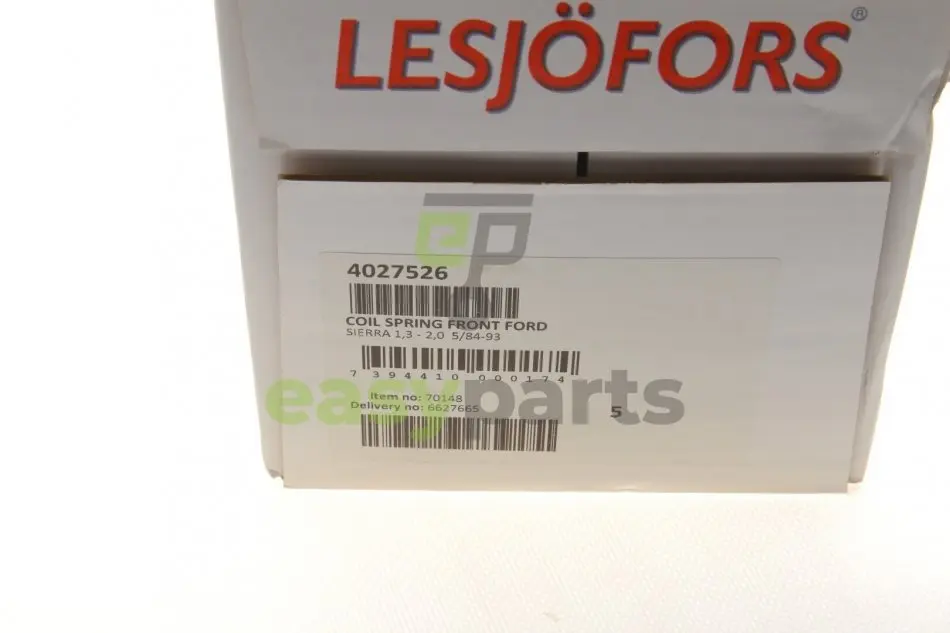 LESJÖFORS®
ep
4027526
COIL SPRING FRONT FORD
SIERRA 1,3 - 2,0 5/84-93
7 394410 000174
easyparts
Item no: 70148
Delivery no: 6627665
5